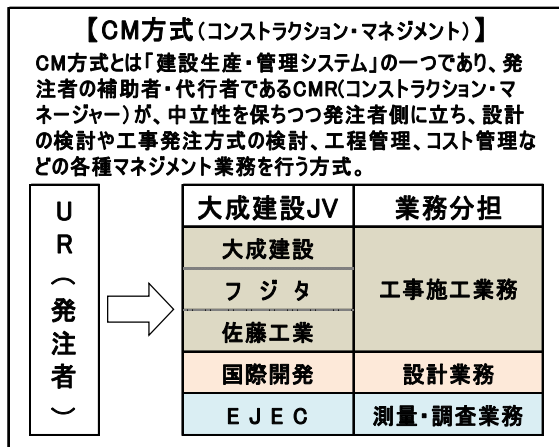 【CM方式(コンストラクション・マネジメント)】
CM方式とは「建設生産・管理システム」の一つであり、発
注者の補助者・代行者であるCMR(コンストラクション・マ
ネージャー)が、中立性を保ちつつ発注者側に立ち、設計
の検討や工事発注方式の検討、工程管理、コスト管理な
どの各種マネジメント業務を行う方式。
UR(発注者)
大成建設JV 業務分担
大成建設
フジタ
佐藤工業
工事施工業務
国際開発 設計業務
EJEC 測量・調査業務